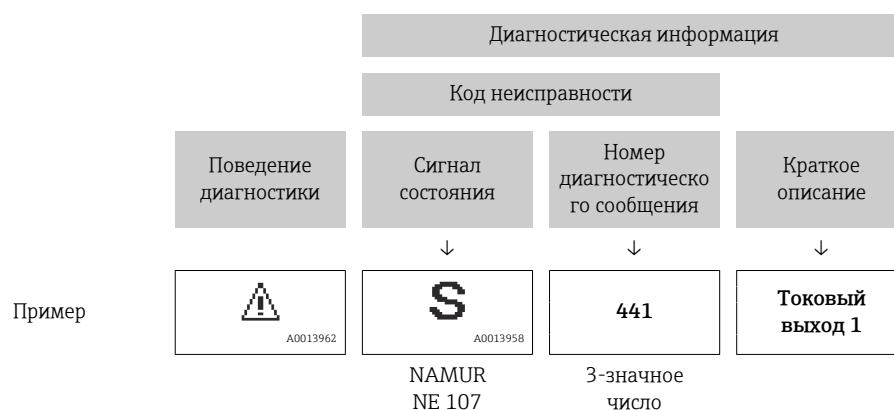 Диагностическая информация
Код неисправности
Поведение
диагностики
Сигнал
состояния
Номер
диагностическо
го сообщения
Краткое
описание
Пример
A0013962
S
A0013958
441
Токовый
выход 1
NAMUR
NE 107
3-значное
число